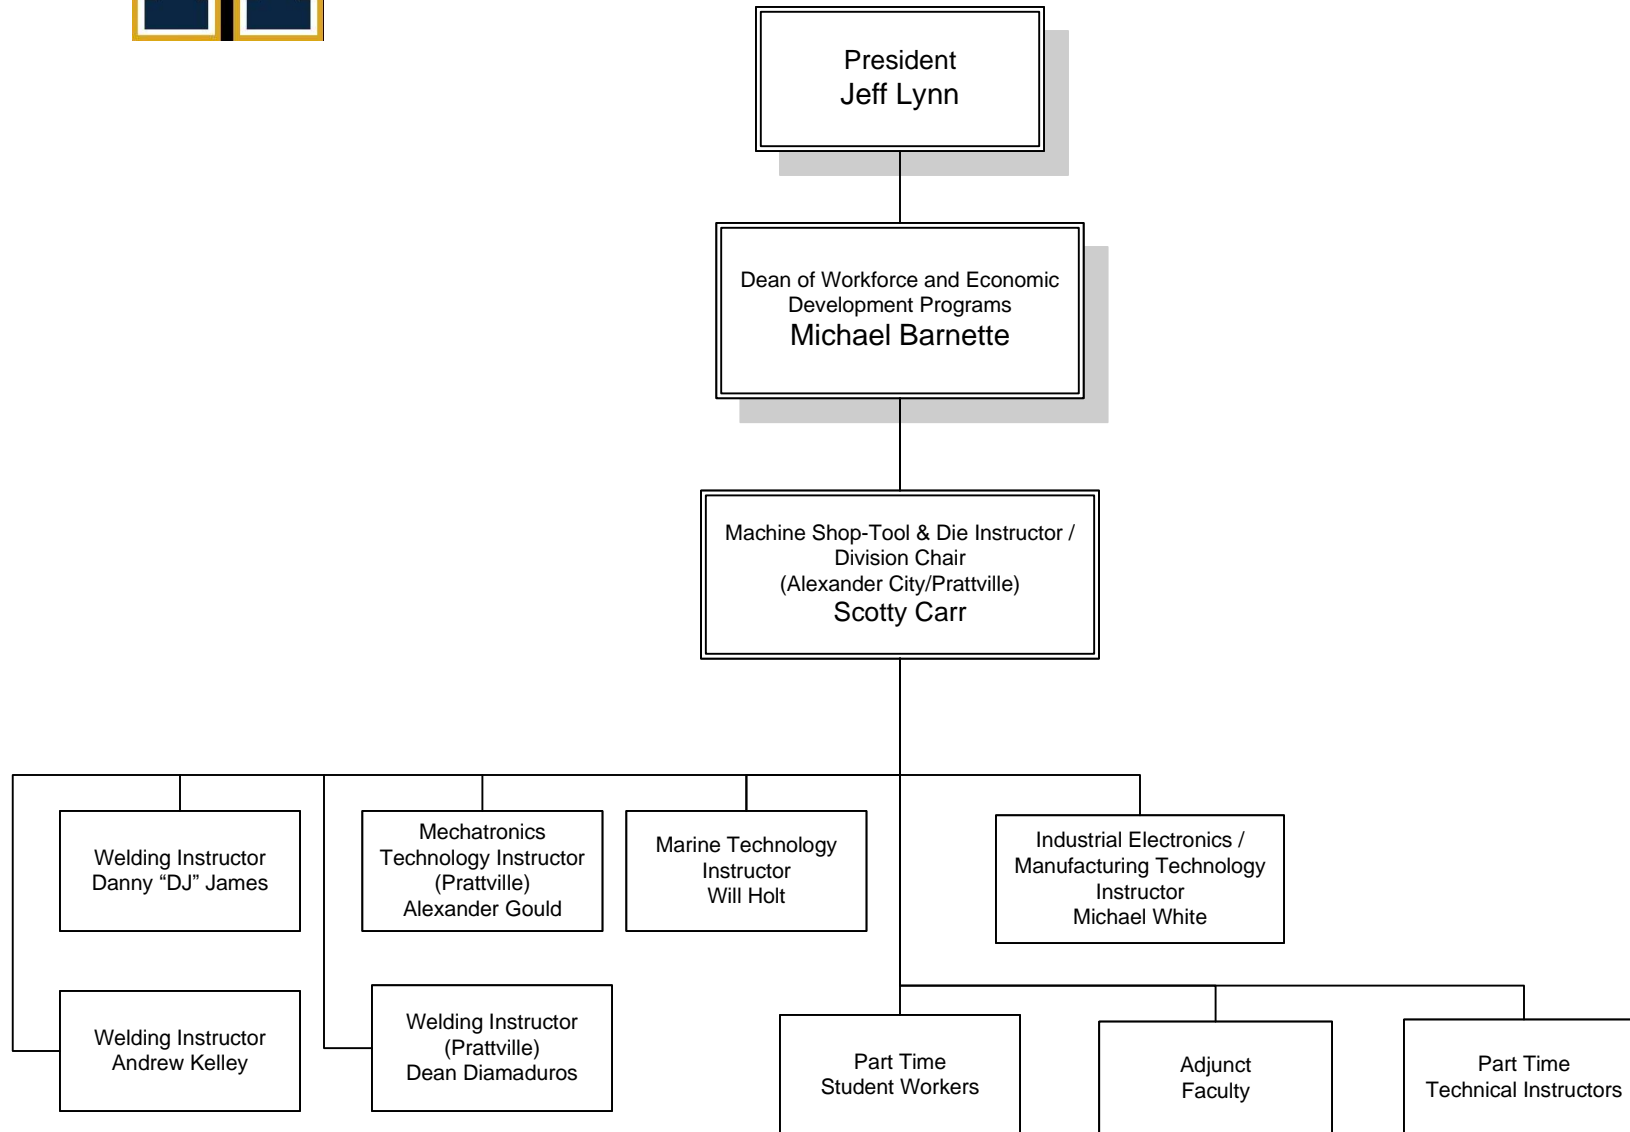 President
Jeff Lynn
Dean of Workforce and Economic
Development Programs
Michael Barnette
Machine Shop-Tool & Die Instructor /
Division Chair
(Alexander City/Prattville)
Scotty Carr
Welding Instructor
Danny “DJ” James
Mechatronics
Technology Instructor
(Prattville)
Alexander Gould
Marine Technology
Instructor
Will Holt
Industrial Electronics /
Manufacturing Technology
Instructor
Michael White
Welding Instructor
Andrew Kelley
Welding Instructor
(Prattville)
Dean Diamaduros
Part Time
Student Workers
Adjunct
Faculty
Part Time
Technical Instructors